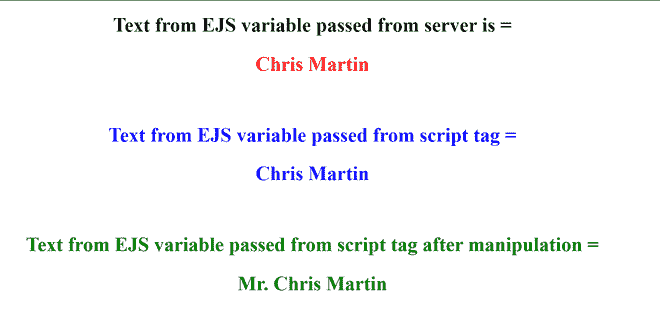 Text from EJS variable passed from server is =
Chris Martin
Text from EJS variable passed from script tag =
Chris Martin
Text from EJS variable passed from script tag after manipulation =
Mr. Chris Martin